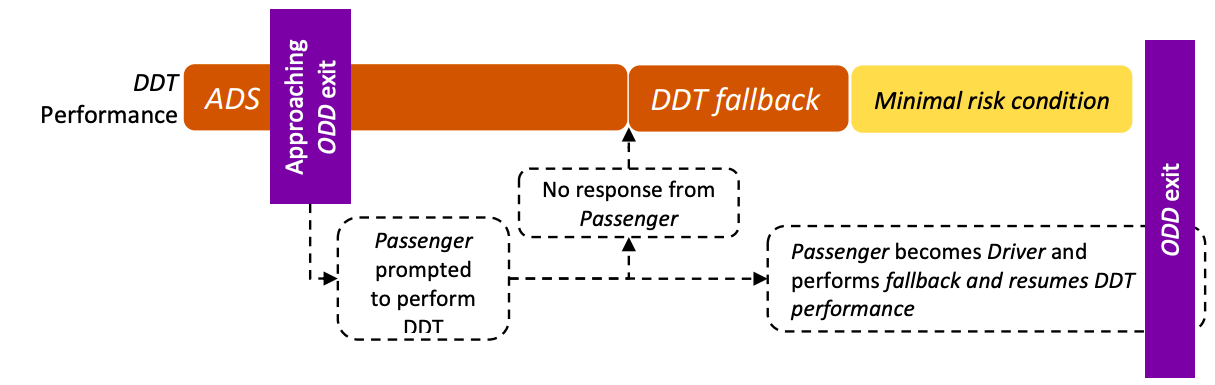 DDT
Performance
ADS
Approaching
ODD exit
DDT fallback
Minimal risk condition
No response from
Passenger
Passenger
prompted
to perform
DDT
Passenger becomes Driver and
performs fallback and resumes DDT
performance
ODD exit